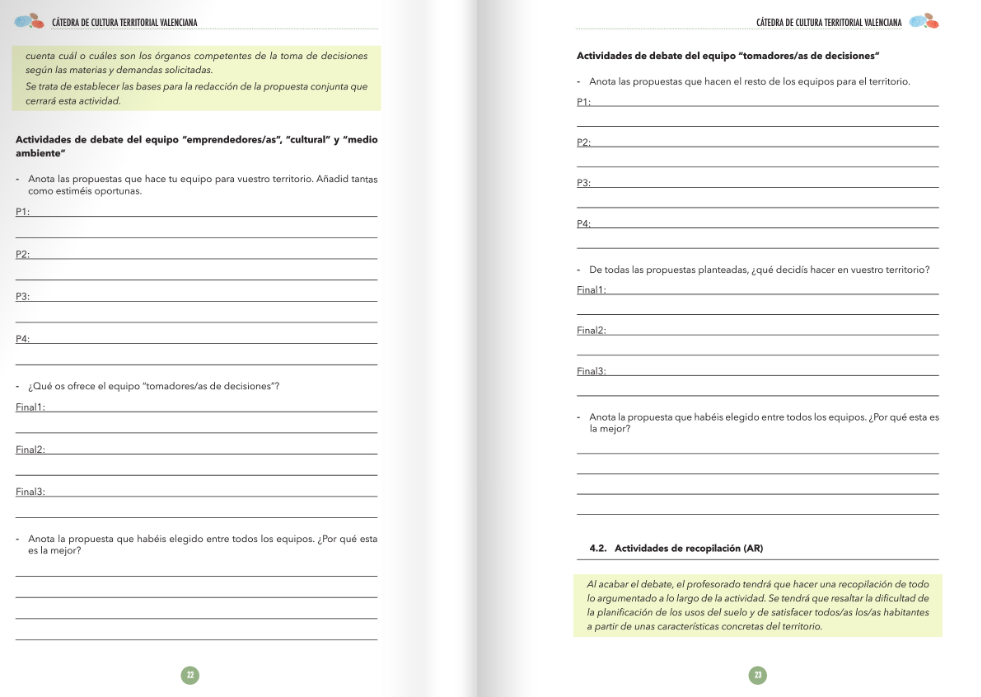 CÁTEDRA DE CULTURA TERRITORIAL VALENCIANA
cuenta cuál o cuáles son los órganos competentes de la toma de decisiones
según las materias y demandas solicitadas.
Se trata de establecer las bases para la redacción de la propuesta conjunta que
cerrará esta actividad.
Actividades de debate del equipo “emprendedores/as”, “cultural” y “medio
ambiente”
- Anota las propuestas que hace tu equipo para vuestro territorio. Añadid tantas
como estiméis oportunas.
P1:
P2:
P3:
P4:
- ¿Qué os ofrece el equipo “tomadores/as de decisiones”?
Final1:
Final2:
Final3:
- Anota la propuesta que habéis elegido entre todos los equipos. ¿Por qué esta
es la mejor?
22
CÁTEDRA DE CULTURA TERRITORIAL VALENCIANA
Actividades de debate del equipo “tomadores/as de decisiones”
- Anota las propuestas que hacen el resto de los equipos para el territorio.
P1:
P2:
P3:
P4:
- De todas las propuestas planteadas, ¿qué decidís hacer en vuestro territorio?
Final1:
Final2:
Final3:
- Anota la propuesta que habéis elegido entre todos los equipos. ¿Por qué esta es
la mejor?
4.2. Actividades de recopilación (AR)
Al acabar el debate, el profesorado tendrá que hacer una recopilación de todo
lo argumentado a lo largo de la actividad. Se tendrá que resaltar la dificultad de
la planificación de los usos del suelo y de satisfacer todos/as los/as habitantes
a partir de unas características concretas del territorio.
23